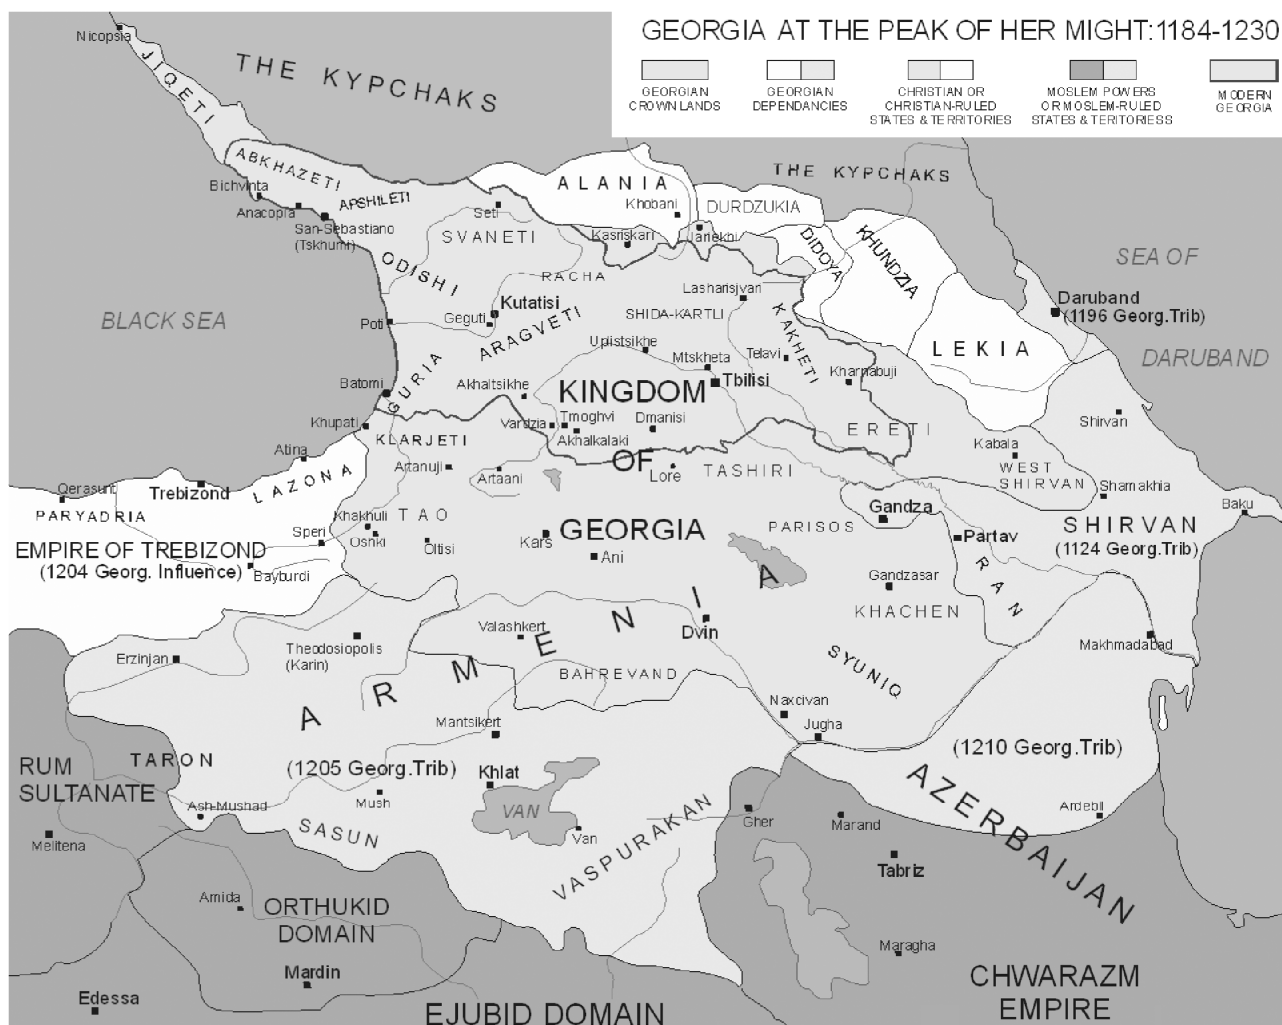 GEORGIA AT THE PEAK OF HER MIGHT:1184-1230
GEORGIAN
CROWN LANDS
GEORGIAN
DEPENDANCIES
CHRISTIAN OR
CHRISTIAN-RULED
STATES & TERRITORIES
MOSLEM POWERS
OR MOSLEM-RULED
STATES & TERITORIESS
MODERN
GEORGIA
Nicopsia
JIQETI
THE KYPCHAKS
ABKHAZETI
Bichvinta
Anacopia
APSHILETI
San-Sebastiano
(Tskhumi)
Seti
SVANETI
ALANIA
Khobani
Kasriskari
DURDZUKIA
THE KYPCHAKS
DIDOYA
KHUNDZIA
LEKIA
SEA OF
DARUBAND
Daruband
(1196 Georg.Trib)
BLACK SEA
ODISHI
RACHA
Kutatisi
Geguti
Poti
ARAGVETI
GURIA
Batomi
Lasharisjvari
SHIDA-KARTLI
KAKHETI
Uplistsikhe
Mtskheta
Telavi
Tbilisi
Kharnabuji
Akhaltsikhe
KINGDOM
OF
GEORGIA
Vardzia
Tmoghvi
Akhalkalaki
Dmanisi
ERETI
Kabala
WEST
SHIRVAN
Shirvan
Shamakhia
Baku
SHIRVAN
(1124 Georg.Trib)
Khupati
KLARJETI
Atina
LAZONA
Artanuji
Artaani
Lore
TASHIRI
Qerasunt
Trebizond
PARYADRIA
EMPIRE OF TREBIZOND
(1204 Georg. Influence)
Bayburdi
Speri
Khakhuli
Oshki
TAO
Oltisi
Kars
Ani
PARISOS
Gandza
Partav
RAN
Gandzasar
KHACHEN
Makhmadabad
ARMENIA
Erzinjan
Theodosiopolis
(Karin)
Valashkert
Dvin
BAHREVAND
SYUNIQ
Naxcivan
Jugha
Mantsikert
TARON
(1205 Georg.Trib)
Khlat
(1210 Georg.Trib)
AZERBAIJAN
RUM
SULTANATE
Ash-Mushad
Mush
VAN
Van
SASUN
VASPURAKAN
Gher
Marand
Ardebil
Tabriz
Melitena
Amida
ORTHUKID
DOMAIN
Mardin
Edessa
EJUBID DOMAIN
Maragha
CHWARAZM
EMPIRE